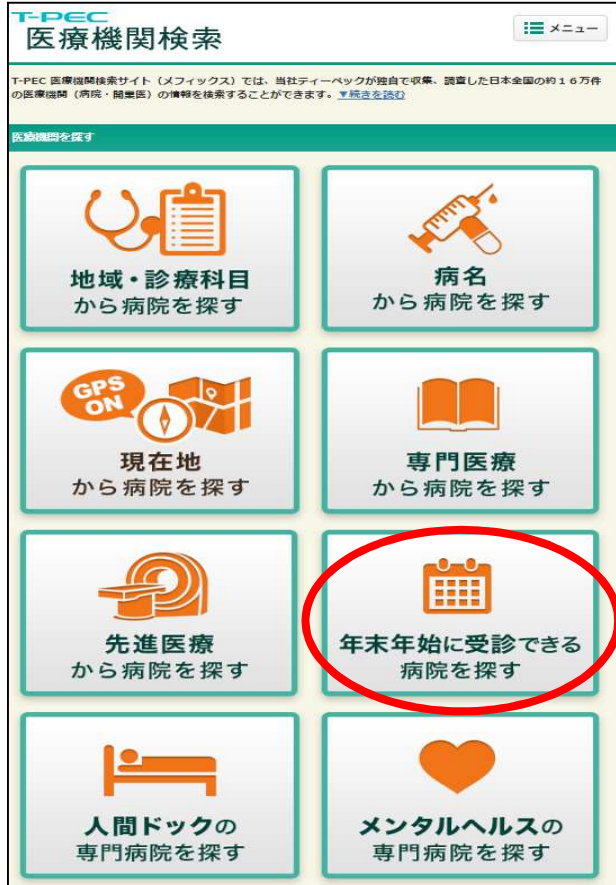 T-PEC
医療機関検索
メニュー
T-PEC 医療機関検索サイト（メフィックス）では、当社ティーペックが独自で収集、調査した日本全国の約１６万件
の医療機関（病院・開業医）の情報を検索することができます。▼続きを読む
医療機関を探す
地域・診療科目
から病院を探す
病名
から病院を探す
GPS
ON
現在地
から病院を探す
専門医療
から病院を探す
先進医療
から病院を探す
年末年始に受診できる
病院を探す
人間ドックの
専門病院を探す
メンタルヘルスの
専門病院を探す